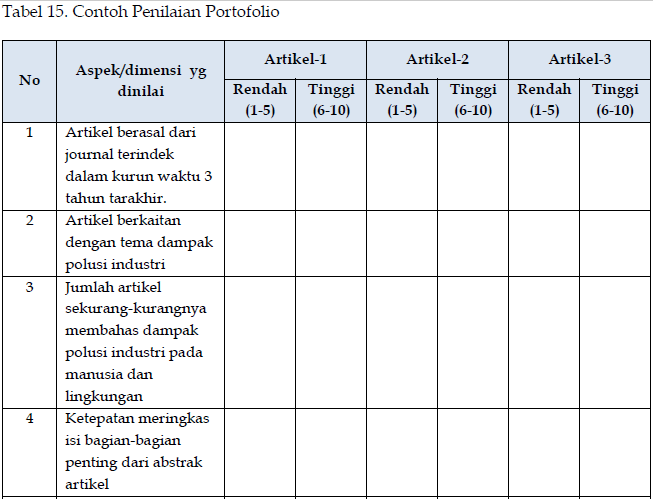 Tabel 15. Contoh Penilaian Portofolio
No
Aspek/dimensi yg
dinilai
Artikel-1
Artikel-2
Artikel-3
Rendah
(1-5)
Tinggi
(6-10)
Rendah
(1-5)
Tinggi
(6-10)
Rendah
(1-5)
Tinggi
(6-10)
1
Artikel berasal dari
journal terindek
dalam kurun waktu 3
tahun tarakhir.
2
Artikel berkaitan
dengan tema dampak
polusi industri
3
Jumlah artikel
sekurang-kurangnya
membahas dampak
polusi industri pada
manusia dan
lingkungan
4
Ketepatan meringkas
isi bagian-bagian
penting dari abstrak
artikel